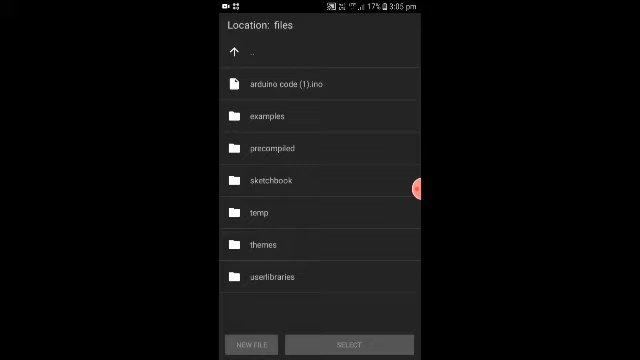 17% 3:05 pm
Location: files
..
arduino code (1).ino
examples
precompiled
sketchbook
temp
themes
userlibraries
NEW FILE SELECT